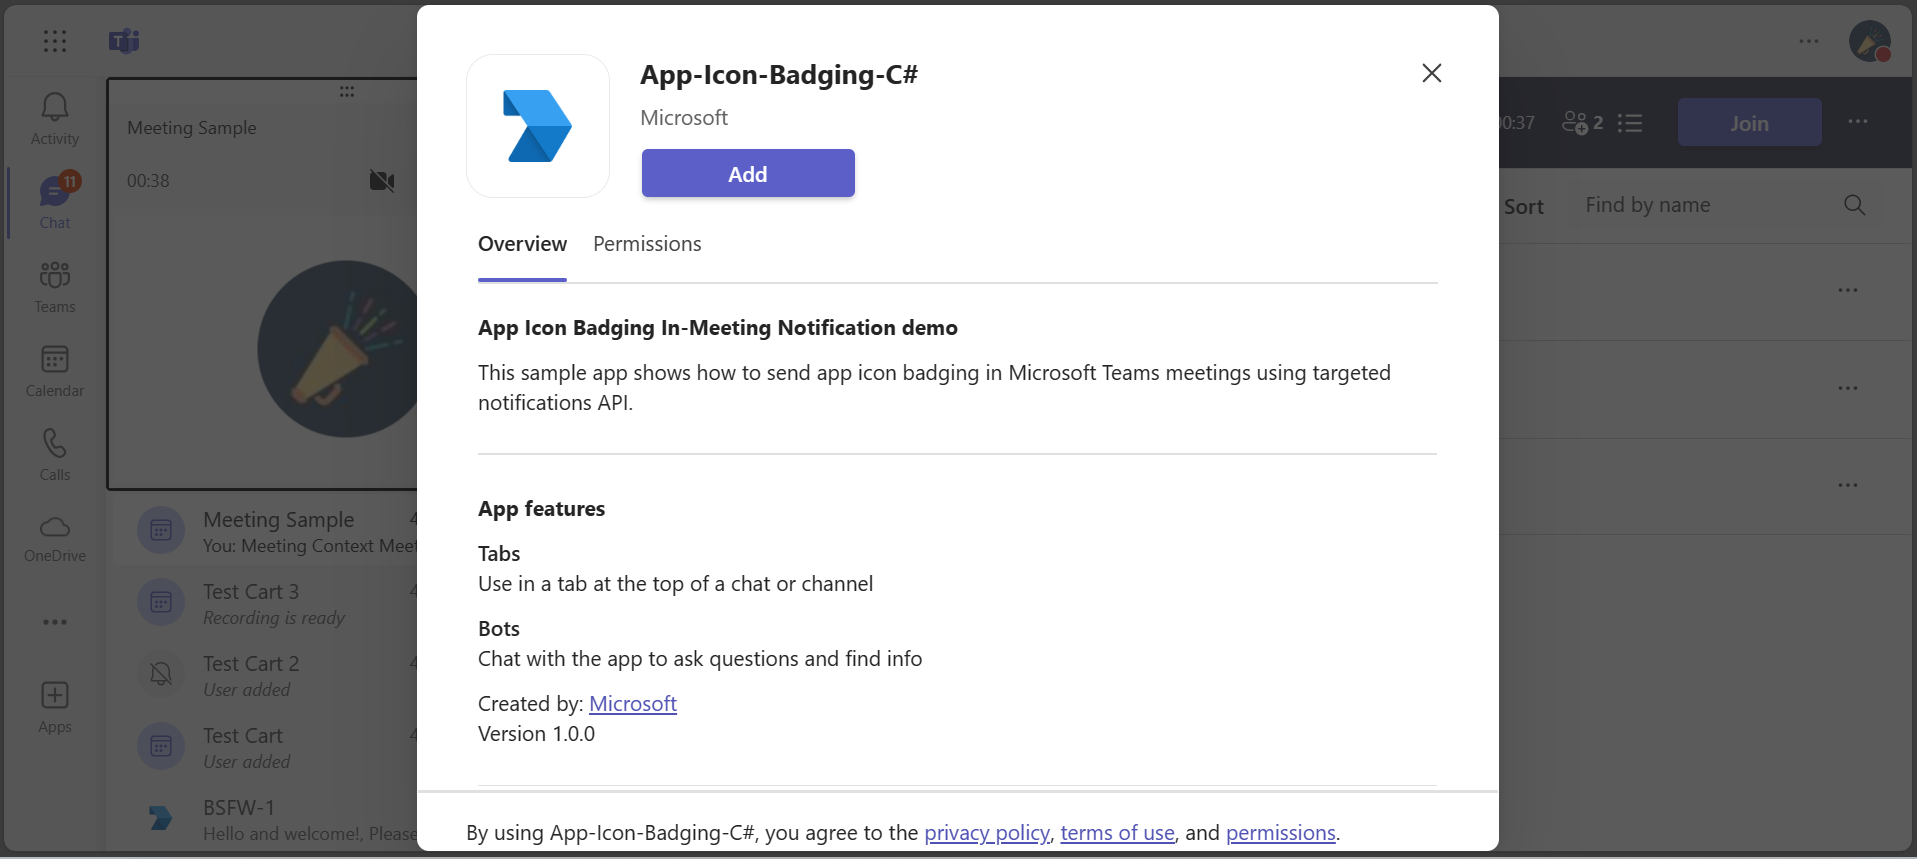 Activity
11
Chat
Teams
Calendar
Calls
OneDrive
Apps
Meeting Sample
00:38
Meeting Sample
You: Meeting Context Meet
Test Cart 3
Recording is ready
Test Cart 2
User added
Test Cart
User added
BSFW-1
Hello and welcome!, Please
App-Icon-Badging-C#
Microsoft
Add
Overview Permissions
App Icon Badging In-Meeting Notification demo
This sample app shows how to send app icon badging in Microsoft Teams meetings using targeted
notifications API.
App features
Tabs
Use in a tab at the top of a chat or channel
Bots
Chat with the app to ask questions and find info
Created by: Microsoft
Version 1.0.0
By using App-Icon-Badging-C#, you agree to the privacy policy, terms of use, and permissions.
0:37
2
Join
Sort
Find by name